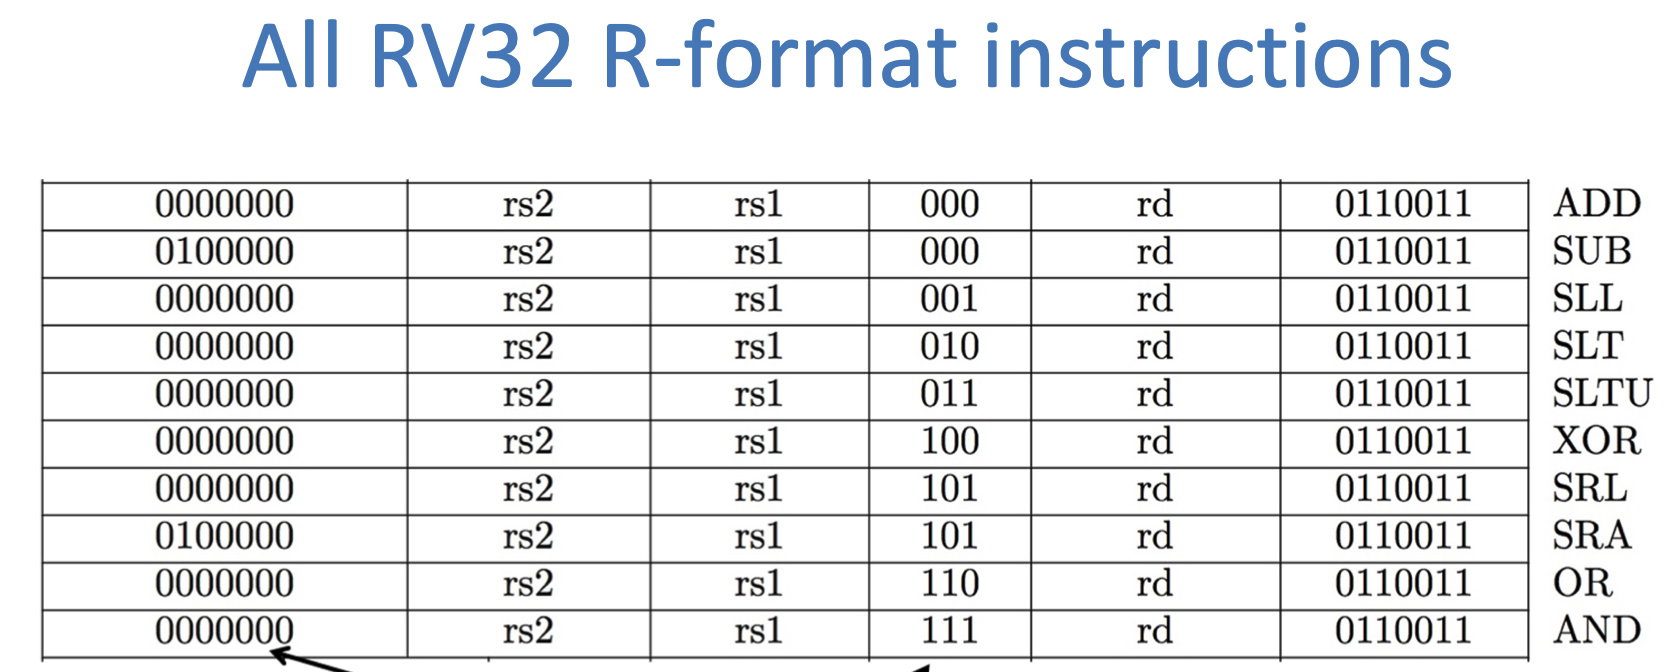 All RV32 R-format instructions
0000000 rs2 rs1 000 rd 0110011 ADD
0100000 rs2 rs1 000 rd 0110011 SUB
0000000 rs2 rs1 001 rd 0110011 SLL
0000000 rs2 rs1 010 rd 0110011 SLT
0000000 rs2 rs1 011 rd 0110011 SLTU
0000000 rs2 rs1 100 rd 0110011 XOR
0000000 rs2 rs1 101 rd 0110011 SRL
0100000 rs2 rs1 101 rd 0110011 SRA
0000000 rs2 rs1 110 rd 0110011 OR
0000000 rs2 rs1 111 rd 0110011 AND